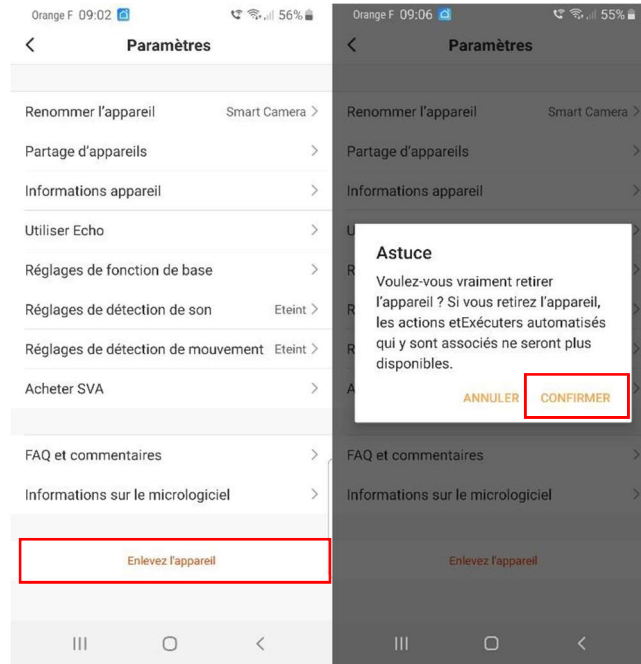 Orange F 09:02 56%
Paramètres
Renommer l'appareil Smart Camera >
Partage d'appareils >
Informations appareil >
Utiliser Echo >
Réglages de fonction de base >
Réglages de détection de son Eteint >
Réglages de détection de mouvement Eteint >
Acheter SVA >
FAQ et commentaires >
Informations sur le micrologiciel >
Enlevez l'appareil
Orange F 09:06 55%
Paramètres
Renommer l'appareil Smart Camera >
Partage d'appareils >
Informations appareil >
U
R
R
R
A
Astuce
Voulez-vous vraiment retirer
l'appareil ? Si vous retirez l'appareil,
les actions etExécuters automatisés
qui y sont associés ne seront plus
disponibles.
ANNULER CONFIRMER
FAQ et commentaires >
Informations sur le micrologiciel >
Enlevez l'appareil